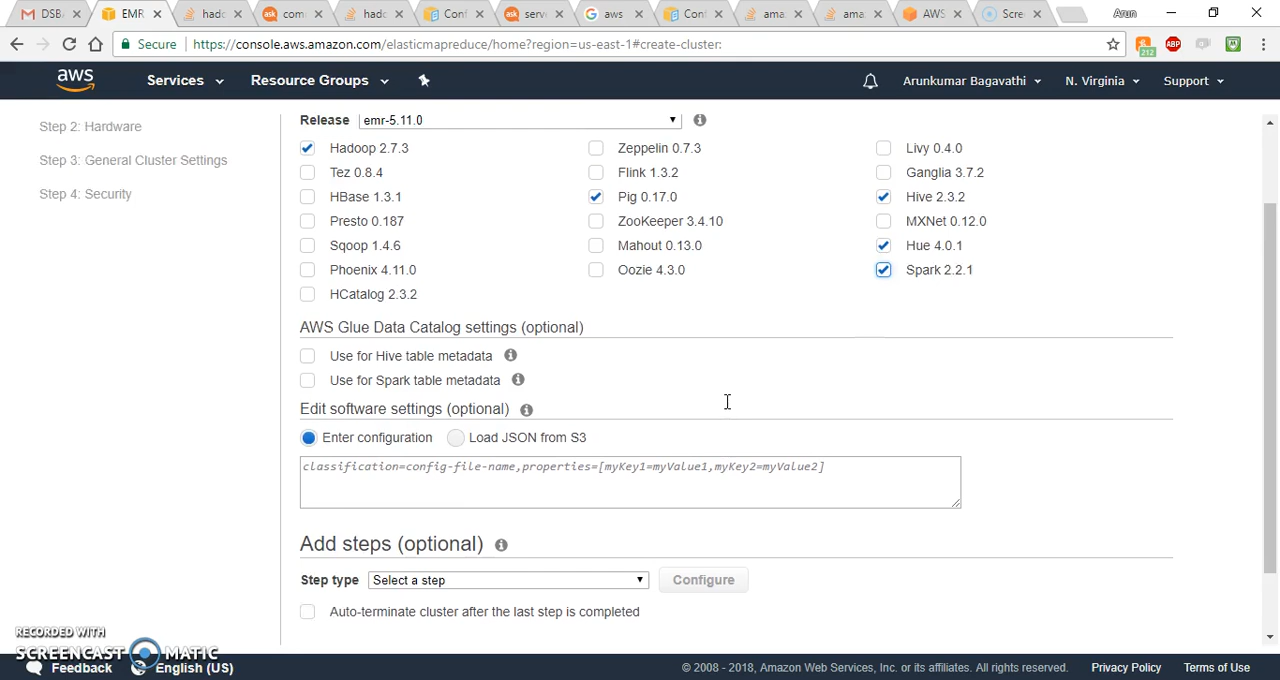 DSBA EMR hado com hado Conf serv aws Conf ama ama AWS Scre Arun
Secure https://console.aws.amazon.com/elasticmapreduce/home?region=us-east-1#create-cluster: 212 ABP
aws Services Resource Groups Arunkumar Bagavathi N. Virginia Support
Step 2: Hardware
Step 3: General Cluster Settings
Step 4: Security
Release emr-5.11.0
Hadoop 2.7.3 Zeppelin 0.7.3 Livy 0.4.0
Tez 0.8.4 Flink 1.3.2 Ganglia 3.7.2
HBase 1.3.1 Pig 0.17.0 Hive 2.3.2
Presto 0.187 ZooKeeper 3.4.10 MXNet 0.12.0
Sqoop 1.4.6 Mahout 0.13.0 Hue 4.0.1
Phoenix 4.11.0 Oozie 4.3.0 Spark 2.2.1
HCatalog 2.3.2
AWS Glue Data Catalog settings (optional)
Use for Hive table metadata
Use for Spark table metadata
Edit software settings (optional)
Enter configuration Load JSON from S3
classification=config-file-name,properties=[myKey1=myValue1,myKey2=myValue2]
Add steps (optional)
Step type Select a step Configure
Auto-terminate cluster after the last step is completed
RECORDED WITH
SCREENCAST MATIC
Feedback English (US) © 2008 - 2018, Amazon Web Services, Inc. or its affiliates. All rights reserved. Privacy Policy Terms of Use